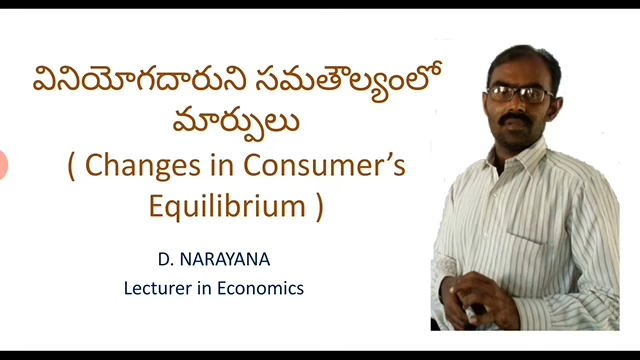 వినియోగదారుని సమతౌల్యంలో
మార్పులు
( Changes in Consumer’s
Equilibrium )
D. NARAYANA
Lecturer in Economics